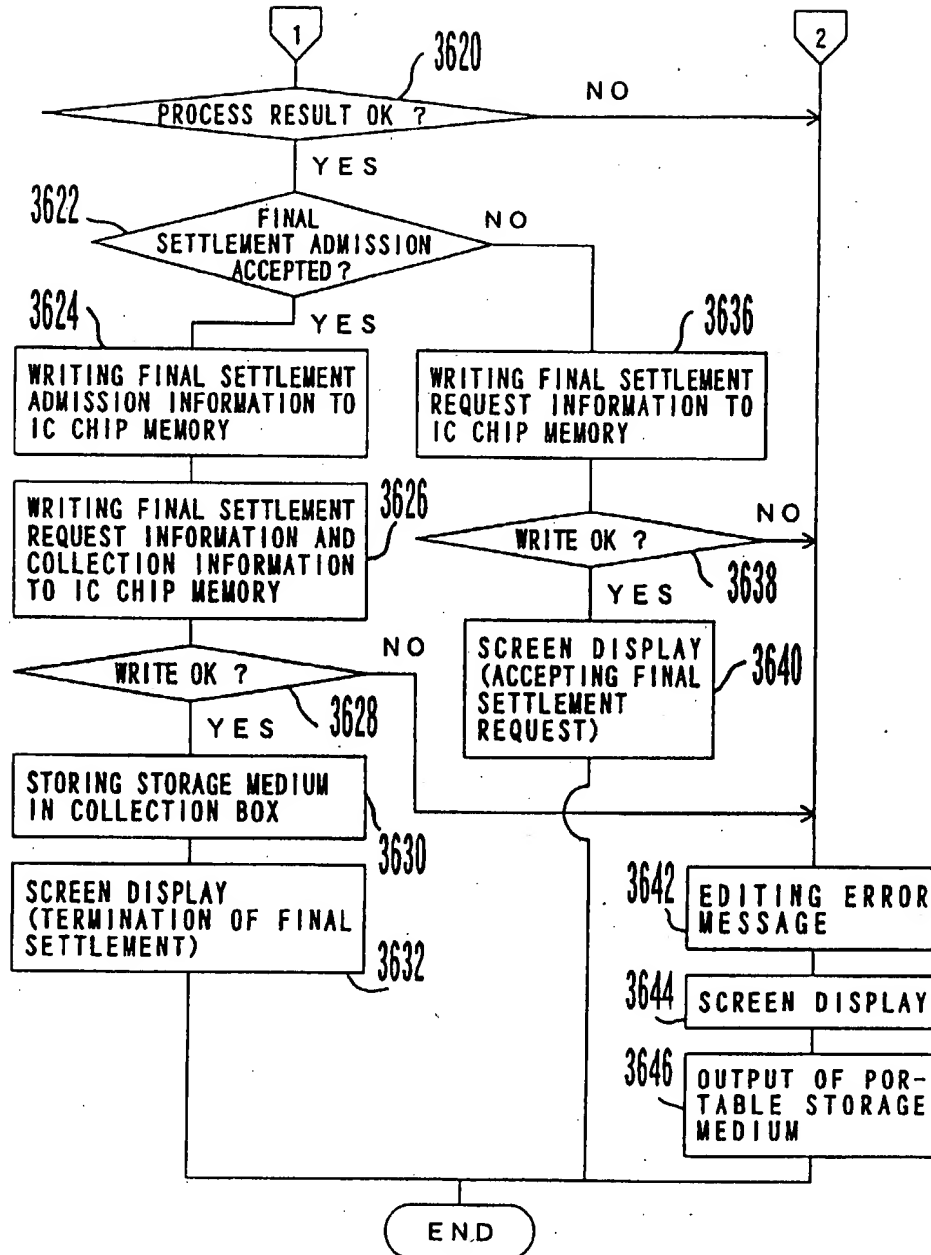 1
2
3620
PROCESS RESULT OK ?
NO
YES
3622
FINAL
SETTLEMENT ADMISSION
ACCEPTED ?
NO
YES
3624
WRITING FINAL SETTLEMENT
ADMISSION INFORMATION TO
IC CHIP MEMORY
3636
WRITING FINAL SETTLEMENT
REQUEST INFORMATION TO
IC CHIP MEMORY
WRITING FINAL SETTLEMENT
REQUEST INFORMATION AND
COLLECTION INFORMATION
TO IC CHIP MEMORY
3626
WRITE OK ?
NO
3638
YES
WRITE OK ?
NO
3628
YES
SCREEN DISPLAY
(ACCEPTING FINAL
SETTLEMENT
REQUEST)
3640
STORING STORAGE MEDIUM
IN COLLECTION BOX
3630
SCREEN DISPLAY
(TERMINATION OF FINAL
SETTLEMENT)
3632
3642
EDITING ERROR
MESSAGE
3644
SCREEN DISPLAY
3646
OUTPUT OF POR-
TABLE STORAGE
MEDIUM
END